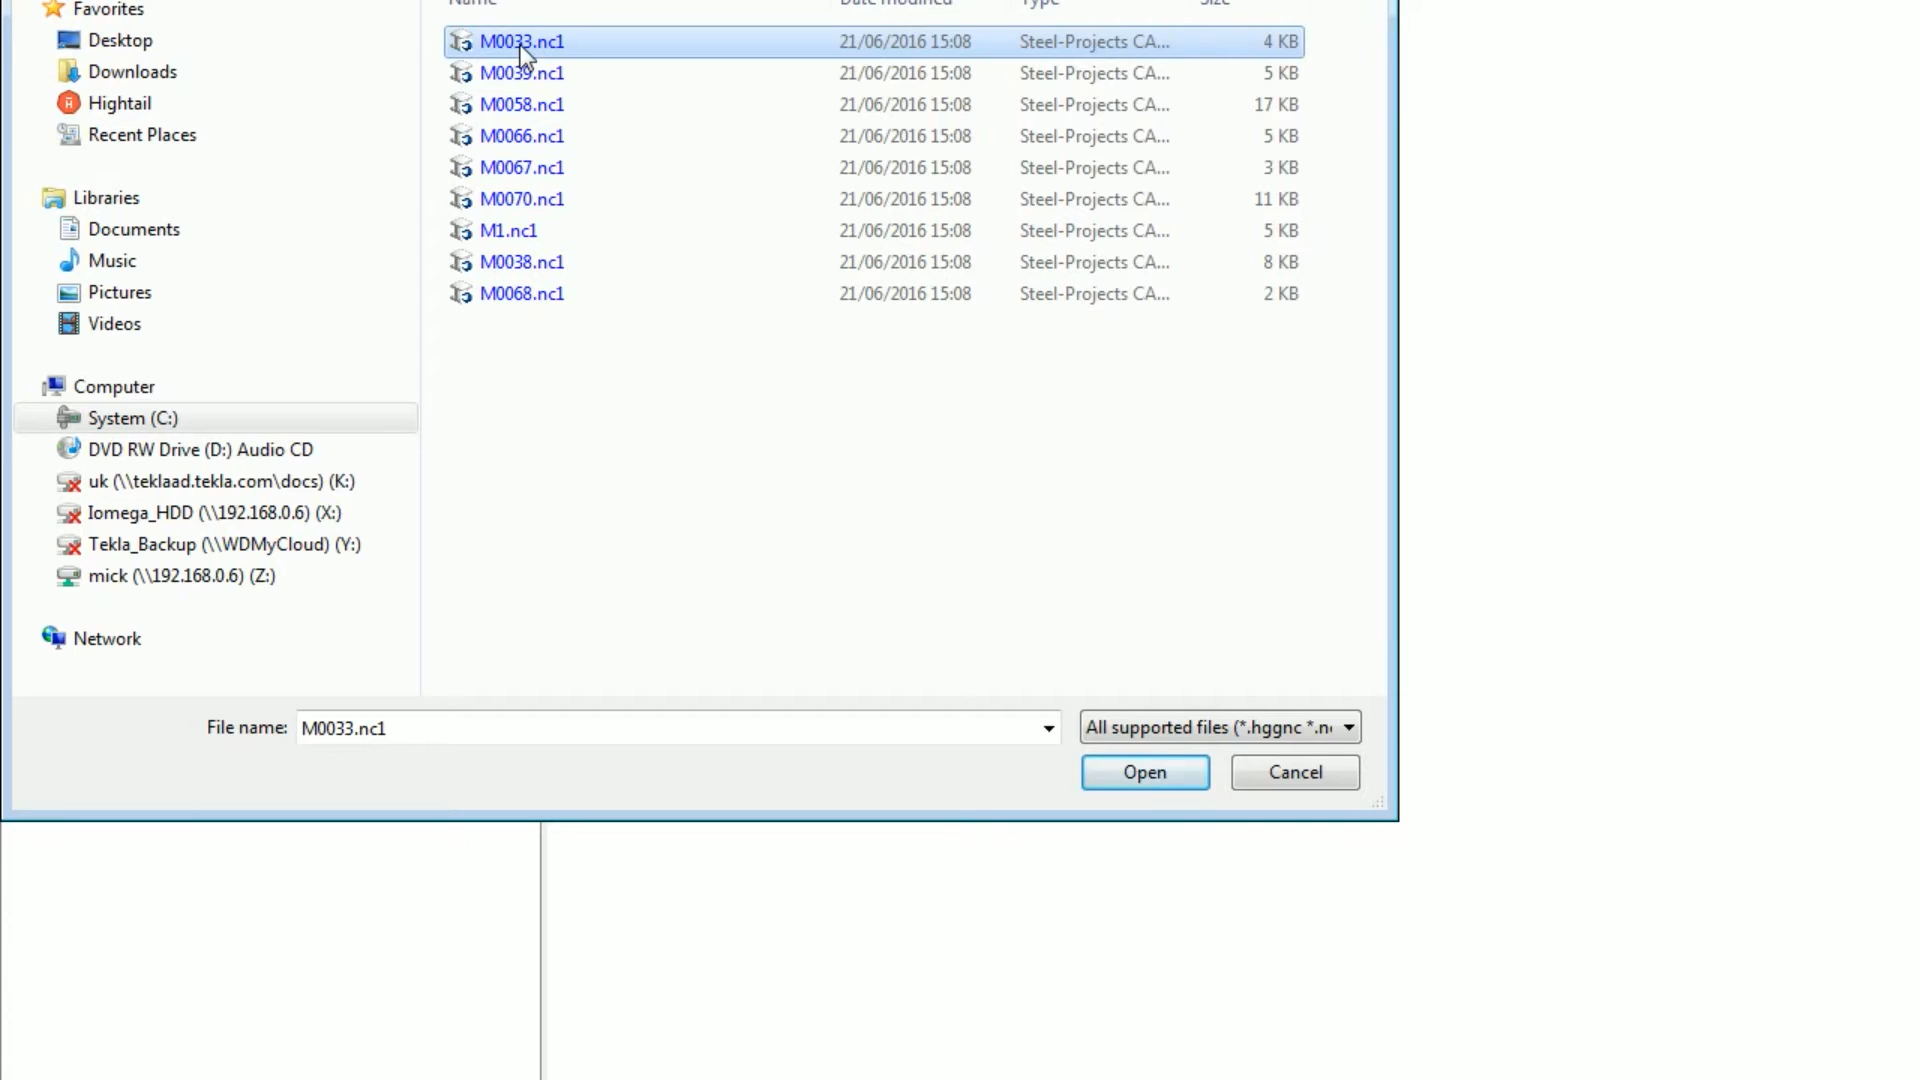 Favorites
Desktop
Downloads
Hightail
Recent Places
Libraries
Documents
Music
Pictures
Videos
Computer
System (C:)
DVD RW Drive (D:) Audio CD
uk (\\teklaad.tekla.com\docs) (K:)
Iomega_HDD (\\192.168.0.6) (X:)
Tekla_Backup (\\WDMyCloud) (Y:)
mick (\\192.168.0.6) (Z:)
Network
Name Date modified Type Size
M0033.nc1 21/06/2016 15:08 Steel-Projects CA... 4 KB
M0039.nc1 21/06/2016 15:08 Steel-Projects CA... 5 KB
M0058.nc1 21/06/2016 15:08 Steel-Projects CA... 17 KB
M0066.nc1 21/06/2016 15:08 Steel-Projects CA... 5 KB
M0067.nc1 21/06/2016 15:08 Steel-Projects CA... 3 KB
M0070.nc1 21/06/2016 15:08 Steel-Projects CA... 11 KB
M1.nc1 21/06/2016 15:08 Steel-Projects CA... 5 KB
M0038.nc1 21/06/2016 15:08 Steel-Projects CA... 8 KB
M0068.nc1 21/06/2016 15:08 Steel-Projects CA... 2 KB
File name: M0033.nc1 All supported files (*.hggnc *.n
Open Cancel